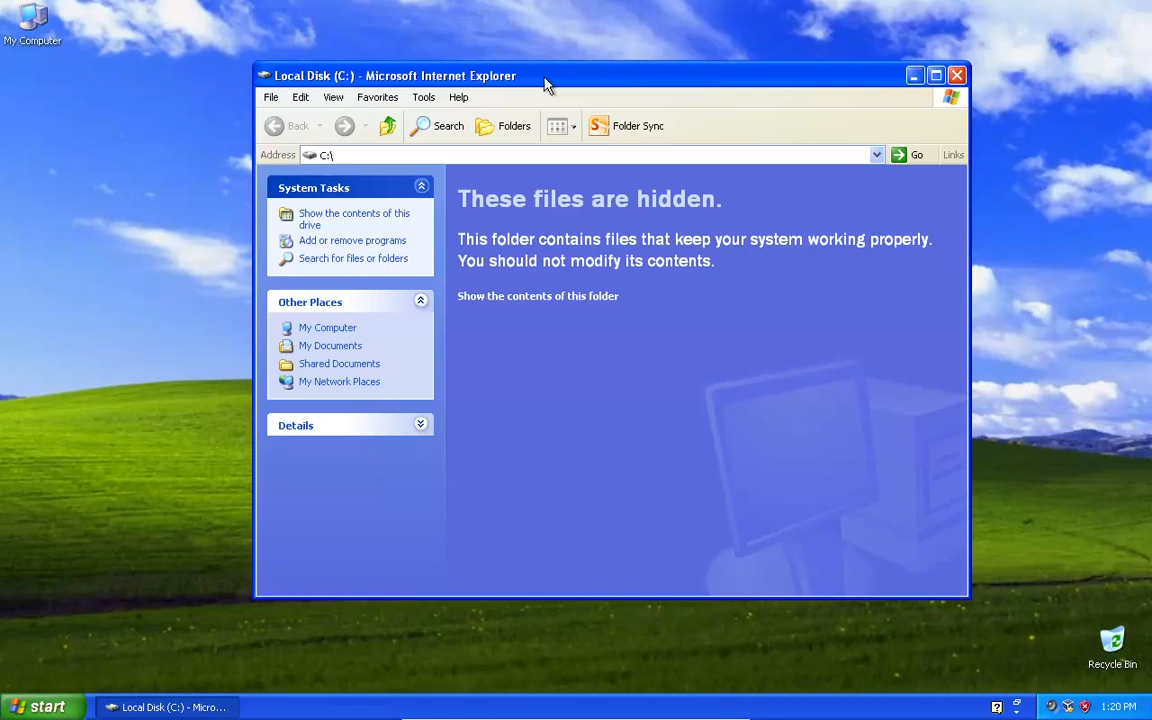 My Computer
Local Disk (C:) - Microsoft Internet Explorer
File Edit View Favorites Tools Help
Back Search Folders Folder Sync
Address C:\ Go Links
System Tasks
Show the contents of this
drive
Add or remove programs
Search for files or folders
Other Places
My Computer
My Documents
Shared Documents
My Network Places
Details
These files are hidden.
This folder contains files that keep your system working properly.
You should not modify its contents.
Show the contents of this folder
Recycle Bin
start Local Disk (C:) - Micro... 1:20 PM